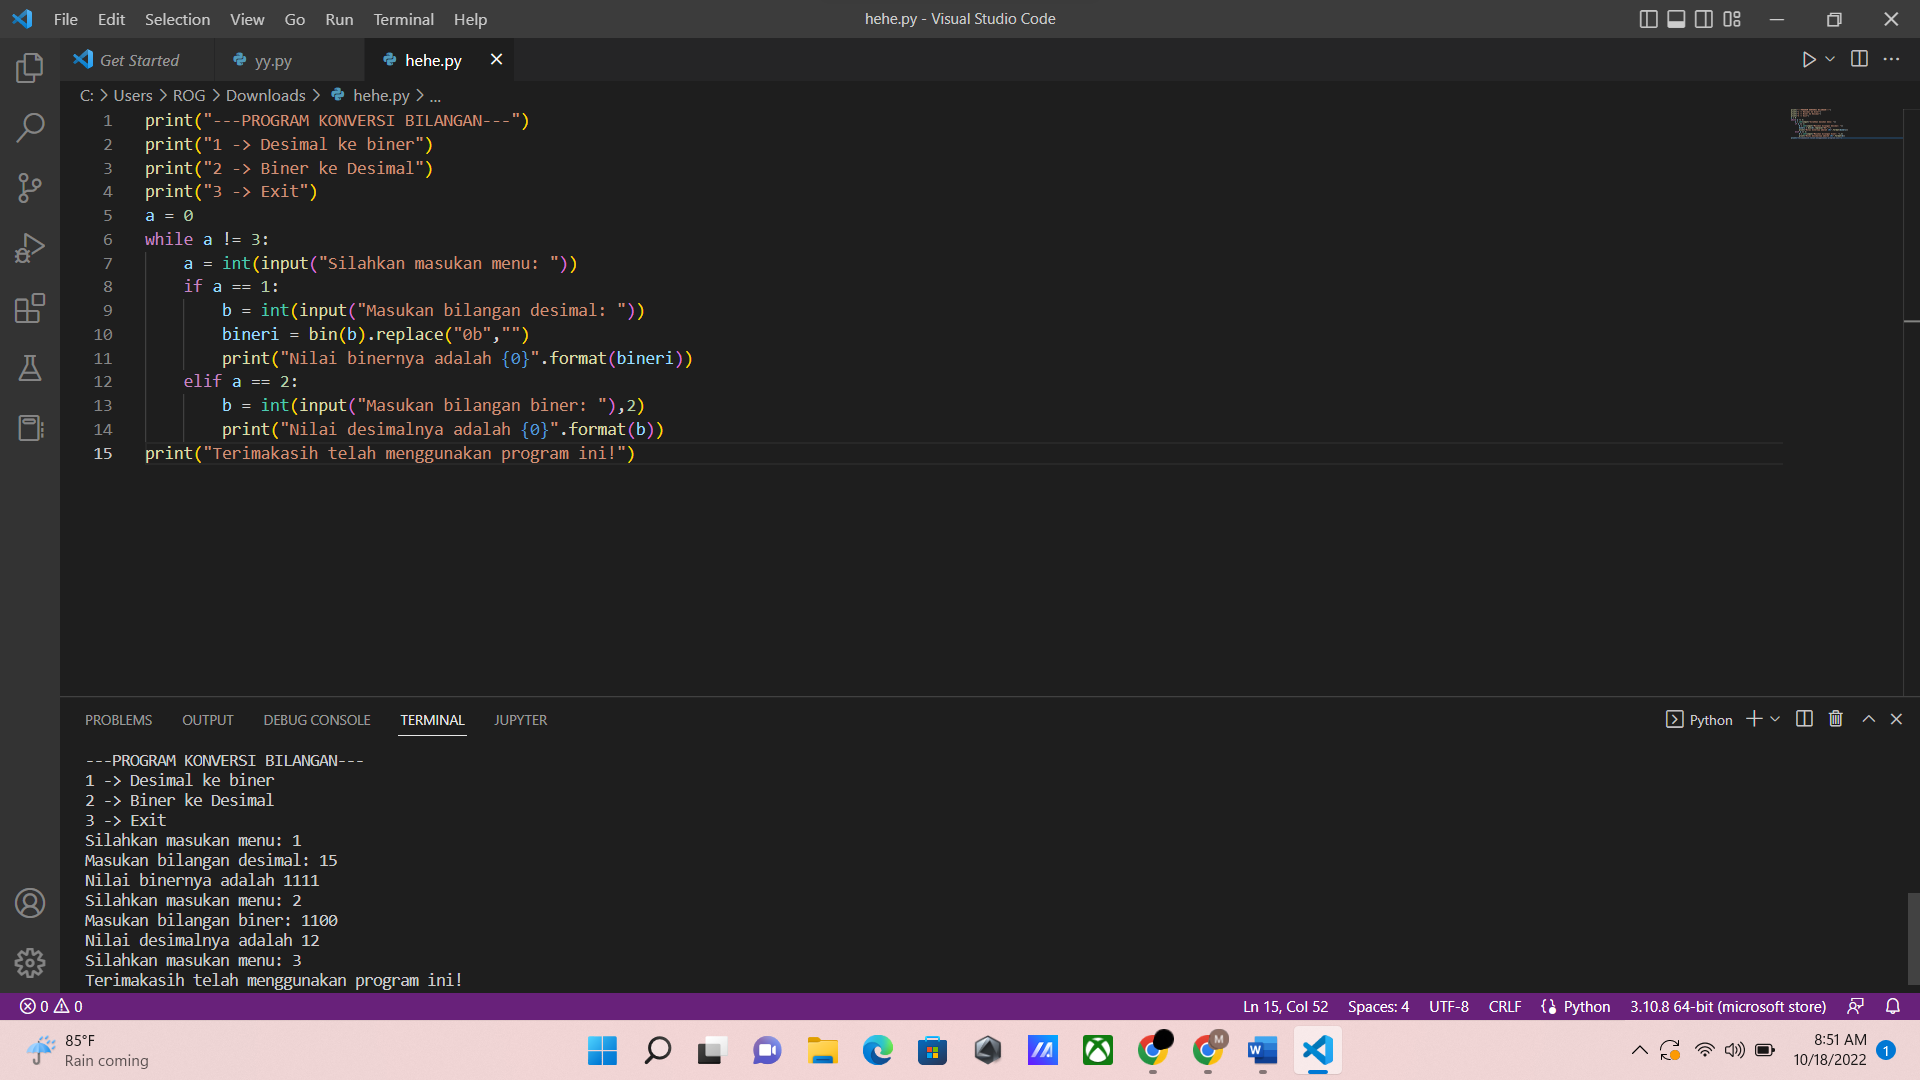 File Edit Selection View Go Run Terminal Help hehe.py - Visual Studio Code
Get Started yy.py hehe.py
C: > Users > ROG > Downloads > hehe.py > ...
1 print("---PROGRAM KONVERSI BILANGAN---")
2 print("1 -> Desimal ke biner")
3 print("2 -> Biner ke Desimal")
4 print("3 -> Exit")
5 a = 0
6 while a != 3:
7     a = int(input("Silahkan masukan menu: "))
8     if a == 1:
9         b = int(input("Masukan bilangan desimal: "))
10         bineri = bin(b).replace("0b","")
11         print("Nilai binernya adalah {0}".format(bineri))
12     elif a == 2:
13         b = int(input("Masukan bilangan biner: "),2)
14         print("Nilai desimalnya adalah {0}".format(b))
15 print("Terimakasih telah menggunakan program ini!")
PROBLEMS OUTPUT DEBUG CONSOLE TERMINAL JUPYTER Python
---PROGRAM KONVERSI BILANGAN---
1 -> Desimal ke biner
2 -> Biner ke Desimal
3 -> Exit
Silahkan masukan menu: 1
Masukan bilangan desimal: 15
Nilai binernya adalah 1111
Silahkan masukan menu: 2
Masukan bilangan biner: 1100
Nilai desimalnya adalah 12
Silahkan masukan menu: 3
Terimakasih telah menggunakan program ini!
0 0 Ln 15, Col 52 Spaces: 4 UTF-8 CRLF Python 3.10.8 64-bit (microsoft store)
85°F
Rain coming
M
W
8:51 AM
10/18/2022
1